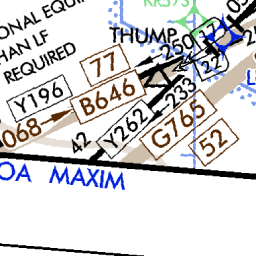 ONAL EQUI
HAN LF
REQUIRED
THUMP
250
17
77
B646
Y196
22
233
068
42
Y262
G765
52
OA MAXIM